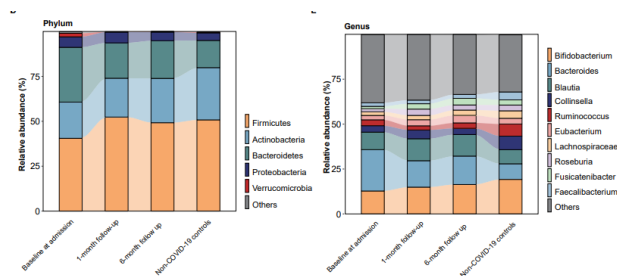 Phylum
Relative abundance (%)
75
50
25
0
Baseline at admission
1-month follow-up
6-month follow up
Non-COVID-19 controls
Firmicutes
Actinobacteria
Bacteroidetes
Proteobacteria
Verrucomicrobia
Others
Genus
Relative abundance (%)
75
50
25
0
Baseline at admission
1-month follow-up
6-month follow up
Non-COVID-19 controls
Bifidobacterium
Bacteroides
Blautia
Collinsella
Ruminococcus
Eubacterium
Lachnospiraceae
Roseburia
Fusicatenibacter
Faecalibacterium
Others